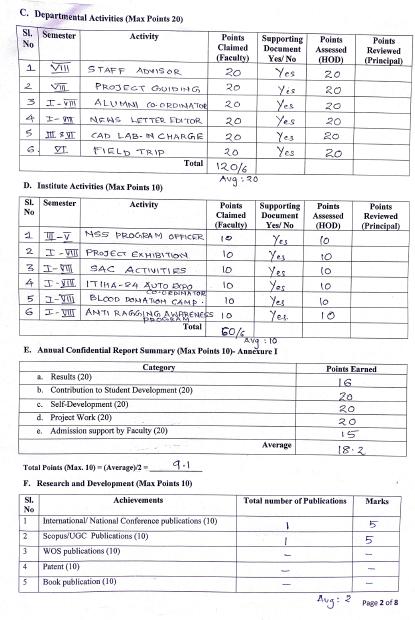 C. Departmental Activities (Max Points 20)
Sl. No Semester Activity Points Claimed (Faculty) Supporting Document Yes/ No Points Assessed (HOD) Points Reviewed (Principal)
1 VIII STAFF ADVISOR 20 Yes 20
2 VIII PROJECT GUIDING 20 Yes 20
3 I-VIII ALUMNI CO-ORDINATOR 20 Yes 20
4 I-VIII NEWS LETTER EDITOR 20 Yes 20
5 III & VI CAD LAB-IN CHARGE 20 Yes 20
6. VI FIELD TRIP 20 Yes 20
Total 120/6
Avg : 20
D. Institute Activities (Max Points 10)
Sl. No Semester Activity Points Claimed (Faculty) Supporting Document Yes/ No Points Assessed (HOD) Points Reviewed (Principal)
1 III-V NSS PROGRAM OFFICER 10 Yes 10
2 I-VIII PROJECT EXHIBITION 10 Yes 10
3 I-VIII SAC ACTIVITIES 10 Yes 10
4 I-VIII ITIHA-24 AUTO EXPO CO-ORDINATOR 10 Yes 10
5 I-VIII BLOOD DONATION CAMP. 10 Yes 10
6 I-VIII ANTI RAGGING AWARENESS PROGRAM 10 Yes. 10
Total 60/6
Avg : 10
E. Annual Confidential Report Summary (Max Points 10)- Annexure I
Category Points Earned
a. Results (20) 16
b. Contribution to Student Development (20) 20
c. Self-Development (20) 20
d. Project Work (20) 20
e. Admission support by Faculty (20) 15
Average 18.2
Total Points (Max. 10) = (Average)/2 = 9.1
F. Research and Development (Max Points 10)
Sl. No Achievements Total number of Publications Marks
1 International/ National Conference publications (10) 1 5
2 Scopus/UGC Publications (10) 1 5
3 WOS publications (10) – –
4 Patent (10) – –
5 Book publication (10) – –
Avg : 2 Page 2 of 8